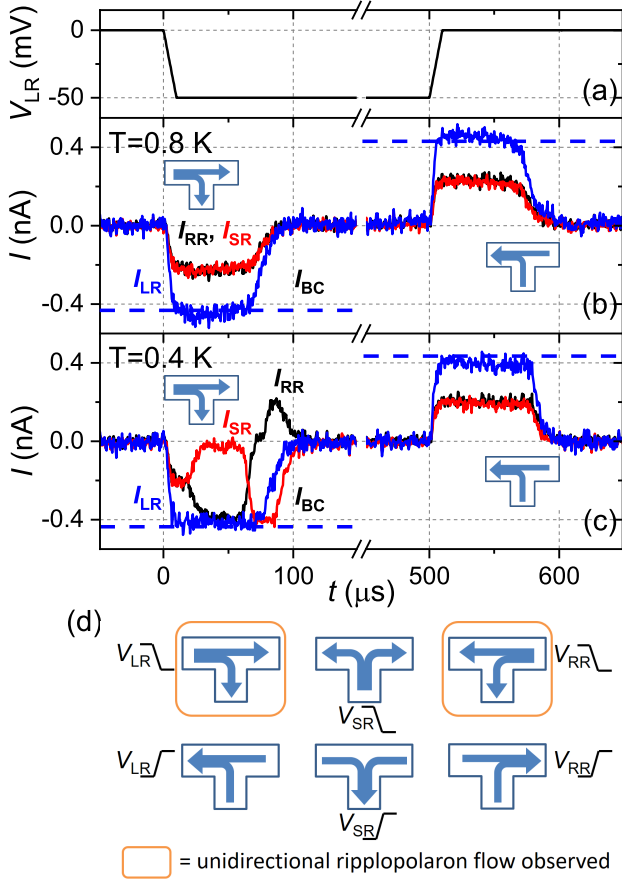 0
-50
V_LR (mV)
(a)
T=0.8 K
0.4
0.0
-0.4
I (nA)
I_RR, I_SR
I_LR
I_BC
(b)
T=0.4 K
0.4
0.0
-0.4
I (nA)
I_RR
I_SR
I_LR
I_BC
(c)
0
100
500
600
t (μs)
(d)
V_LR
V_SR
V_RR
V_LR
V_SR
V_RR
= unidirectional ripplopolaron flow observed